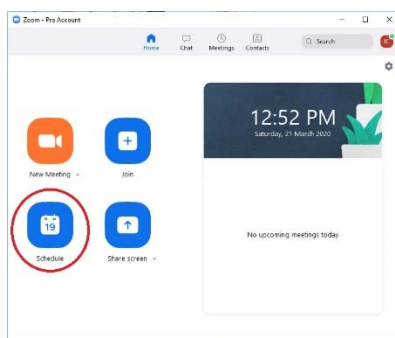 Zoom - Pro Account
Home
Chat
Meetings
Contacts
Search
12:52 PM
Saturday, 21 March 2020
New Meeting
Join
19
Schedule
Share screen
No upcoming meetings today